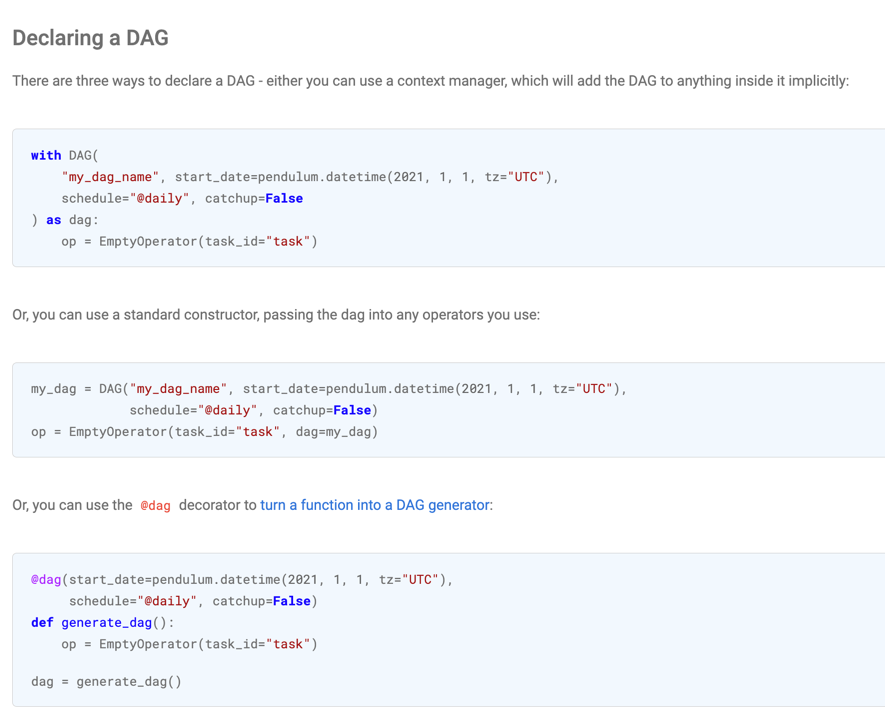 Declaring a DAG
There are three ways to declare a DAG - either you can use a context manager, which will add the DAG to anything inside it implicitly:
with DAG(
    "my_dag_name", start_date=pendulum.datetime(2021, 1, 1, tz="UTC"),
    schedule="@daily", catchup=False
) as dag:
    op = EmptyOperator(task_id="task")
Or, you can use a standard constructor, passing the dag into any operators you use:
my_dag = DAG("my_dag_name", start_date=pendulum.datetime(2021, 1, 1, tz="UTC"),
             schedule="@daily", catchup=False)
op = EmptyOperator(task_id="task", dag=my_dag)
Or, you can use the @dag decorator to turn a function into a DAG generator:
@dag(start_date=pendulum.datetime(2021, 1, 1, tz="UTC"),
     schedule="@daily", catchup=False)
def generate_dag():
    op = EmptyOperator(task_id="task")
dag = generate_dag()